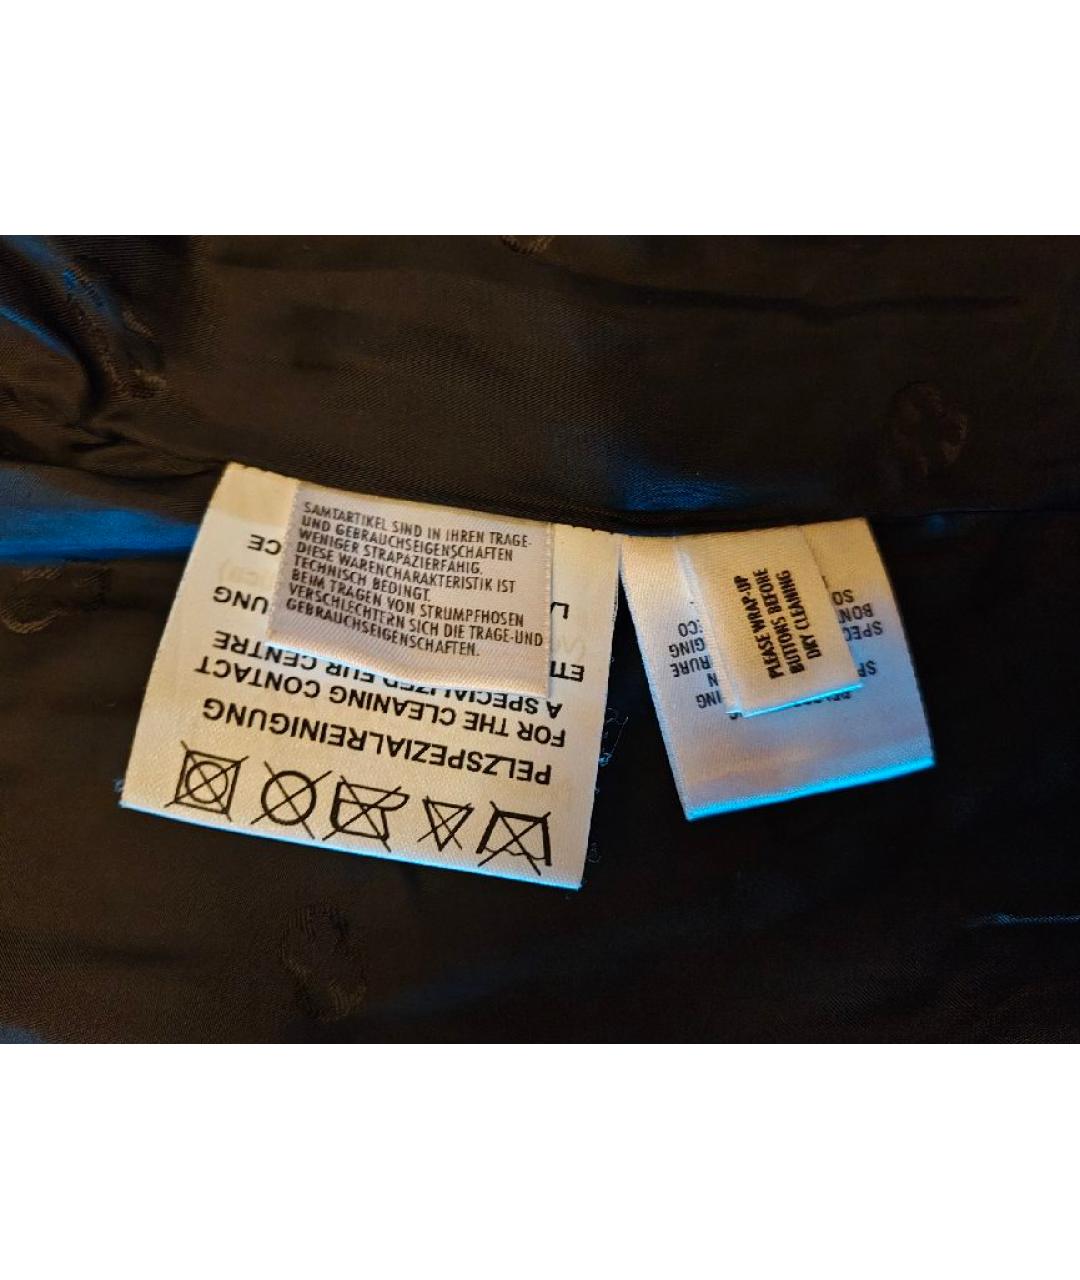 SAMTARTIKEL SIND IN IHREN TRAGE-
UND GEBRAUCHSEIGENSCHAFTEN
WENIGER STRAPAZIERFÄHIG.
DIESE WARENCHARAKTERISTIK IST
TECHNISCH BEDINGT.
BEIM TRAGEN VON STRUMPFHOSEN
VERSCHLECHTERN SICH DIE TRAGE-UND
GEBRAUCHSEIGENSCHAFTEN.
PELZSPEZIALREINIGUNG
FOR THE CLEANING CONTACT
A SPECIALIZED FUR CENTRE
PLEASE WRAP-UP
BUTTONS BEFORE
DRY CLEANING